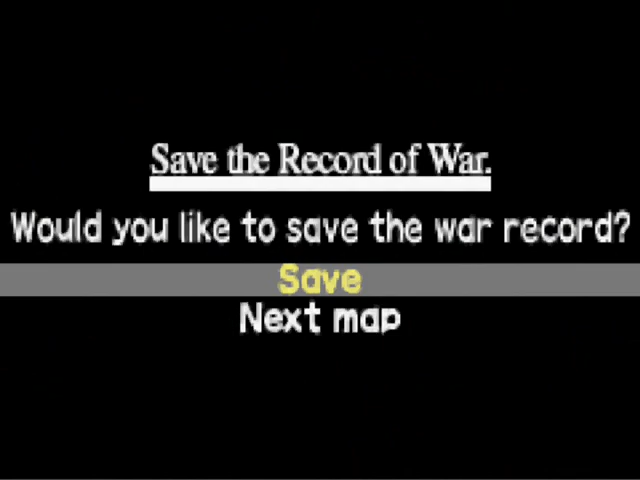 Save the Record of War.
Would you like to save the war record?
Save
Next map